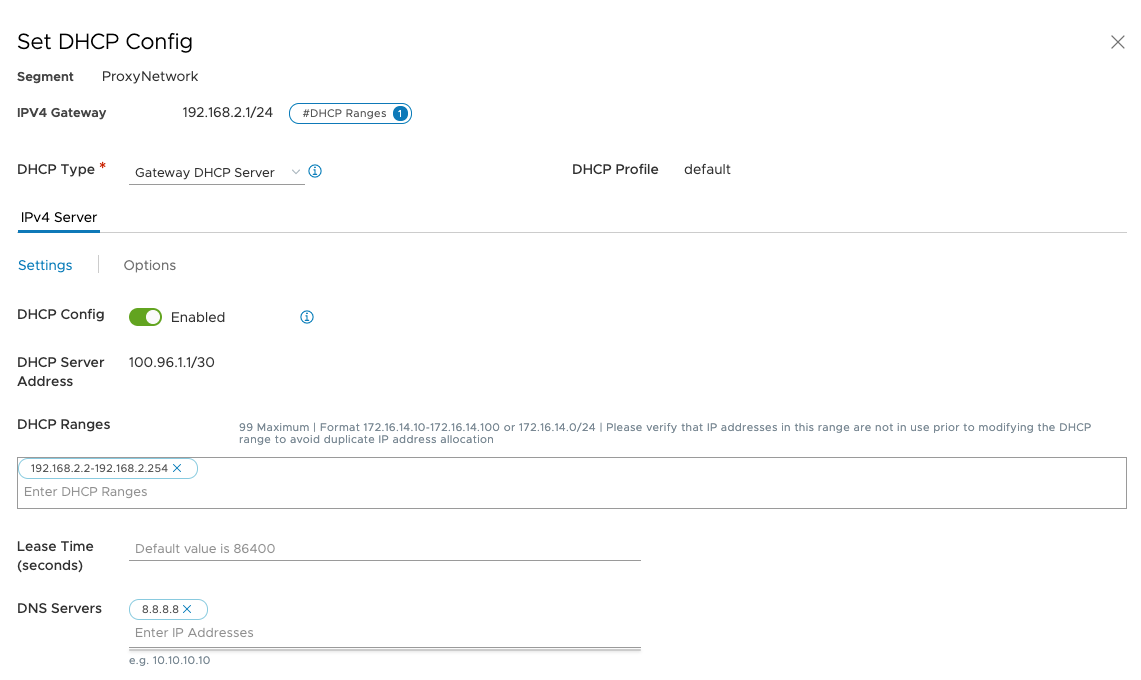 Set DHCP Config
Segment ProxyNetwork
IPV4 Gateway 192.168.2.1/24 #DHCP Ranges 1
DHCP Type * Gateway DHCP Server DHCP Profile default
IPv4 Server
Settings Options
DHCP Config Enabled
DHCP Server Address 100.96.1.1/30
DHCP Ranges
99 Maximum | Format 172.16.14.10-172.16.14.100 or 172.16.14.0/24 | Please verify that IP addresses in this range are not in use prior to modifying the DHCP
range to avoid duplicate IP address allocation
192.168.2.2-192.168.2.254
Enter DHCP Ranges
Lease Time (seconds) Default value is 86400
DNS Servers 8.8.8.8
Enter IP Addresses
e.g. 10.10.10.10